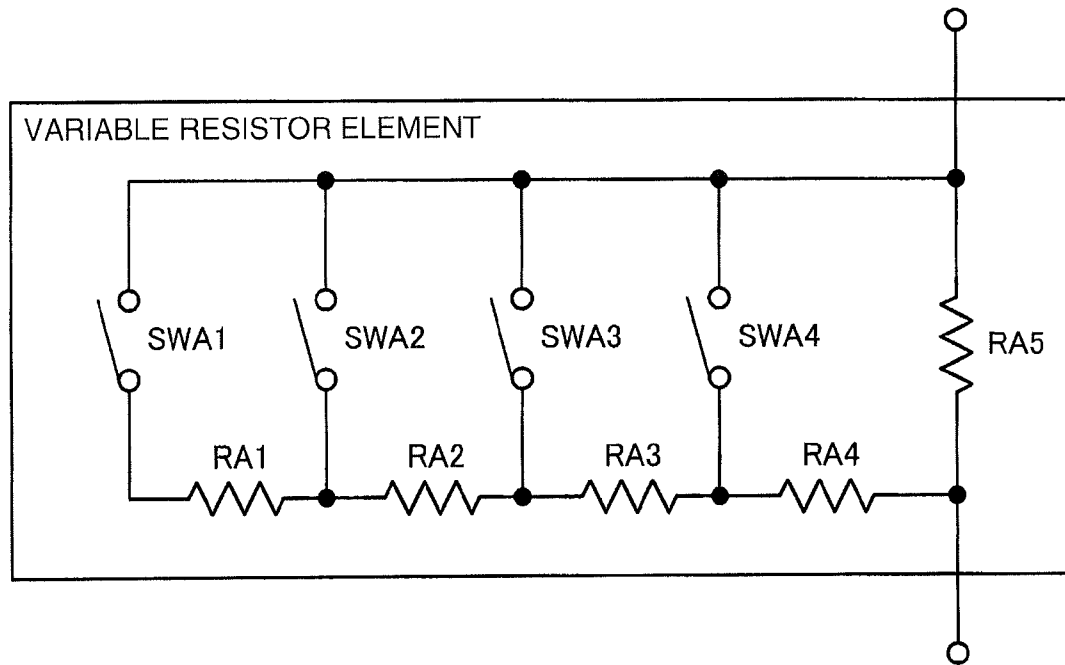 VARIABLE RESISTOR ELEMENT
SWA1 SWA2 SWA3 SWA4 RA5
RA1 RA2 RA3 RA4